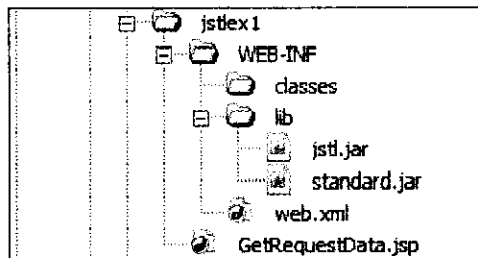 jstlex1
WEB-INF
classes
lib
jstl.jar
standard.jar
web.xml
GetRequestData.jsp